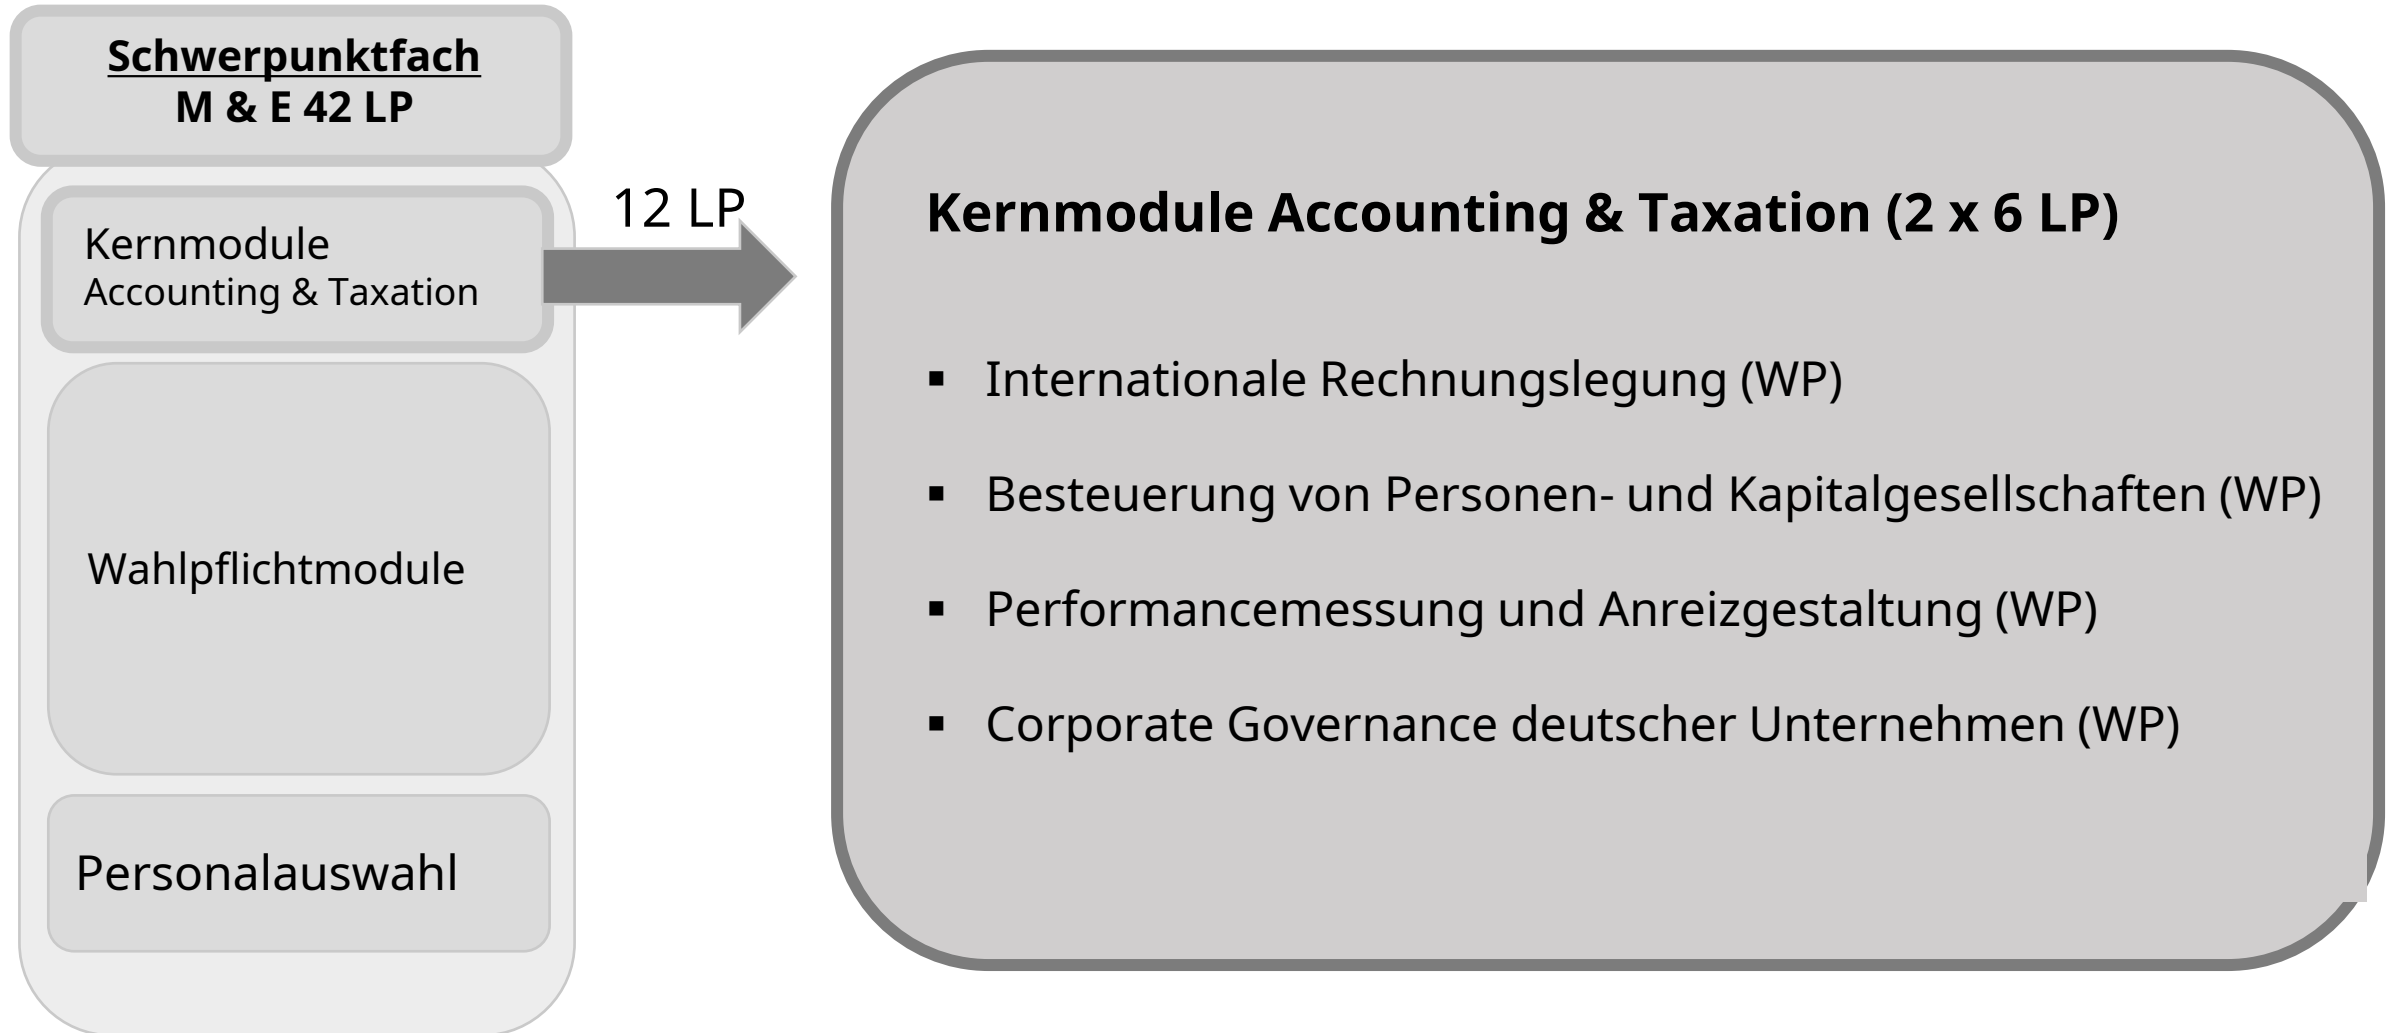 Schwerpunktfach
M & E 42 LP
Kernmodule
Accounting & Taxation
Wahlpflichtmodule
Personalauswahl
12 LP
Kernmodule Accounting & Taxation (2 x 6 LP)
▪ Internationale Rechnungslegung (WP)
▪ Besteuerung von Personen- und Kapitalgesellschaften (WP)
▪ Performancemessung und Anreizgestaltung (WP)
▪ Corporate Governance deutscher Unternehmen (WP)